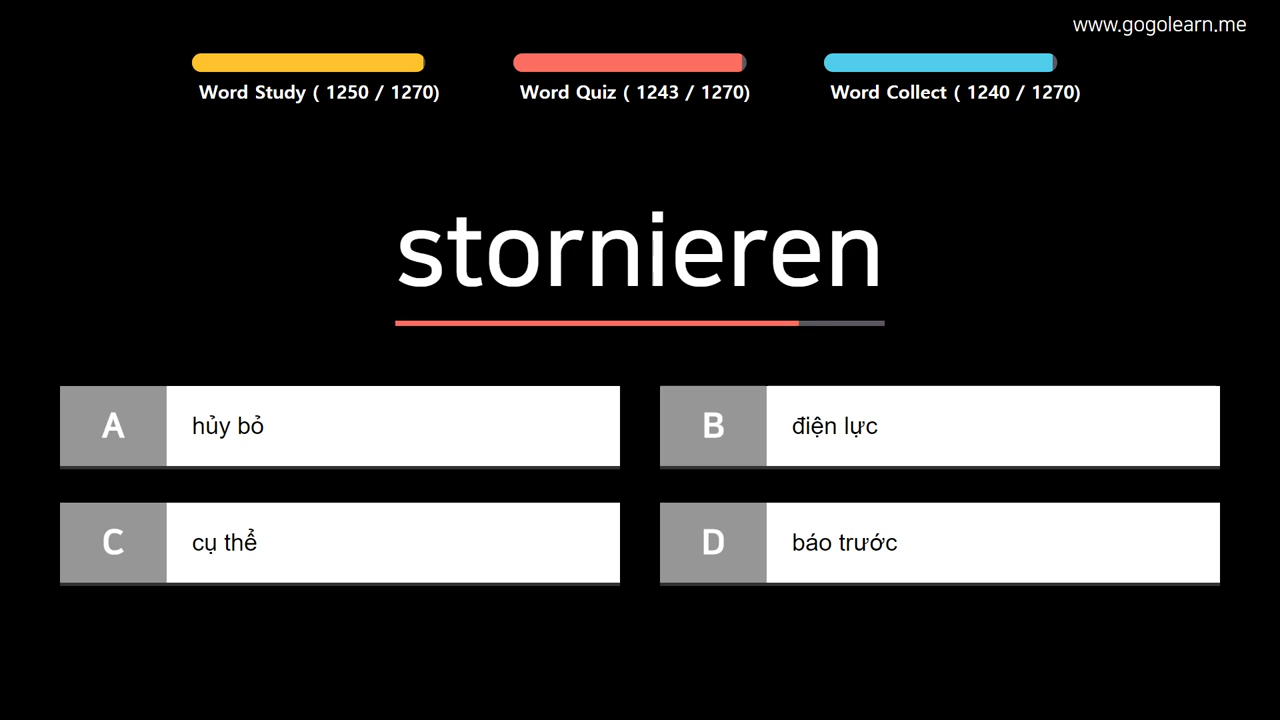 www.gogolearn.me
Word Study ( 1250 / 1270)
Word Quiz ( 1243 / 1270)
Word Collect ( 1240 / 1270)
stornieren
A hủy bỏ
B điện lực
C cụ thể
D báo trước